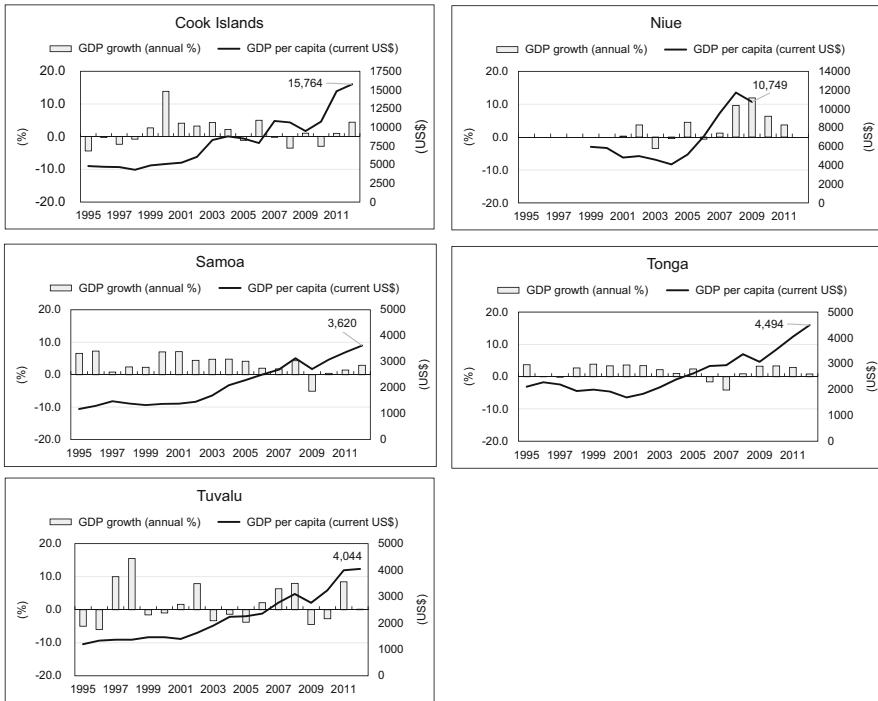 Cook Islands
GDP growth (annual %) GDP per capita (current US$)
20.0 17500
15,764
15000
10.0 12500
10000
0.0
7500
-10.0 5000
2500
-20.0 0
(%)
(US$)
1995 1997 1999 2001 2003 2005 2007 2009 2011
Niue
GDP growth (annual %) GDP per capita (current US$)
20.0 14000
12000
10,749
10.0 10000
8000
0.0
6000
-10.0 4000
2000
-20.0 0
(%)
(US$)
1995 1997 1999 2001 2003 2005 2007 2009 2011
Samoa
GDP growth (annual %) GDP per capita (current US$)
20.0 5000
3,620
10.0 4000
3000
0.0
2000
-10.0
1000
-20.0 0
(%)
(US$)
1995 1997 1999 2001 2003 2005 2007 2009 2011
Tonga
GDP growth (annual %) GDP per capita (current US$)
20.0 5000
4,494
10.0 4000
3000
0.0
2000
-10.0
1000
-20.0 0
(%)
(US$)
1995 1997 1999 2001 2003 2005 2007 2009 2011
Tuvalu
GDP growth (annual %) GDP per capita (current US$)
20.0 5000
4,044
10.0 4000
3000
0.0
2000
-10.0
1000
-20.0 0
(%)
(US$)
1995 1997 1999 2001 2003 2005 2007 2009 2011